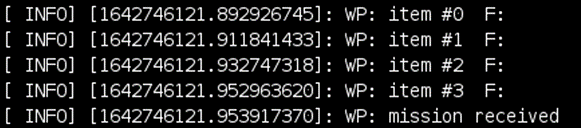 [ INFO] [1642746121.892926745]: WP: item #0  F:
[ INFO] [1642746121.911841433]: WP: item #1  F:
[ INFO] [1642746121.932747318]: WP: item #2  F:
[ INFO] [1642746121.952963620]: WP: item #3  F:
[ INFO] [1642746121.953917370]: WP: mission received